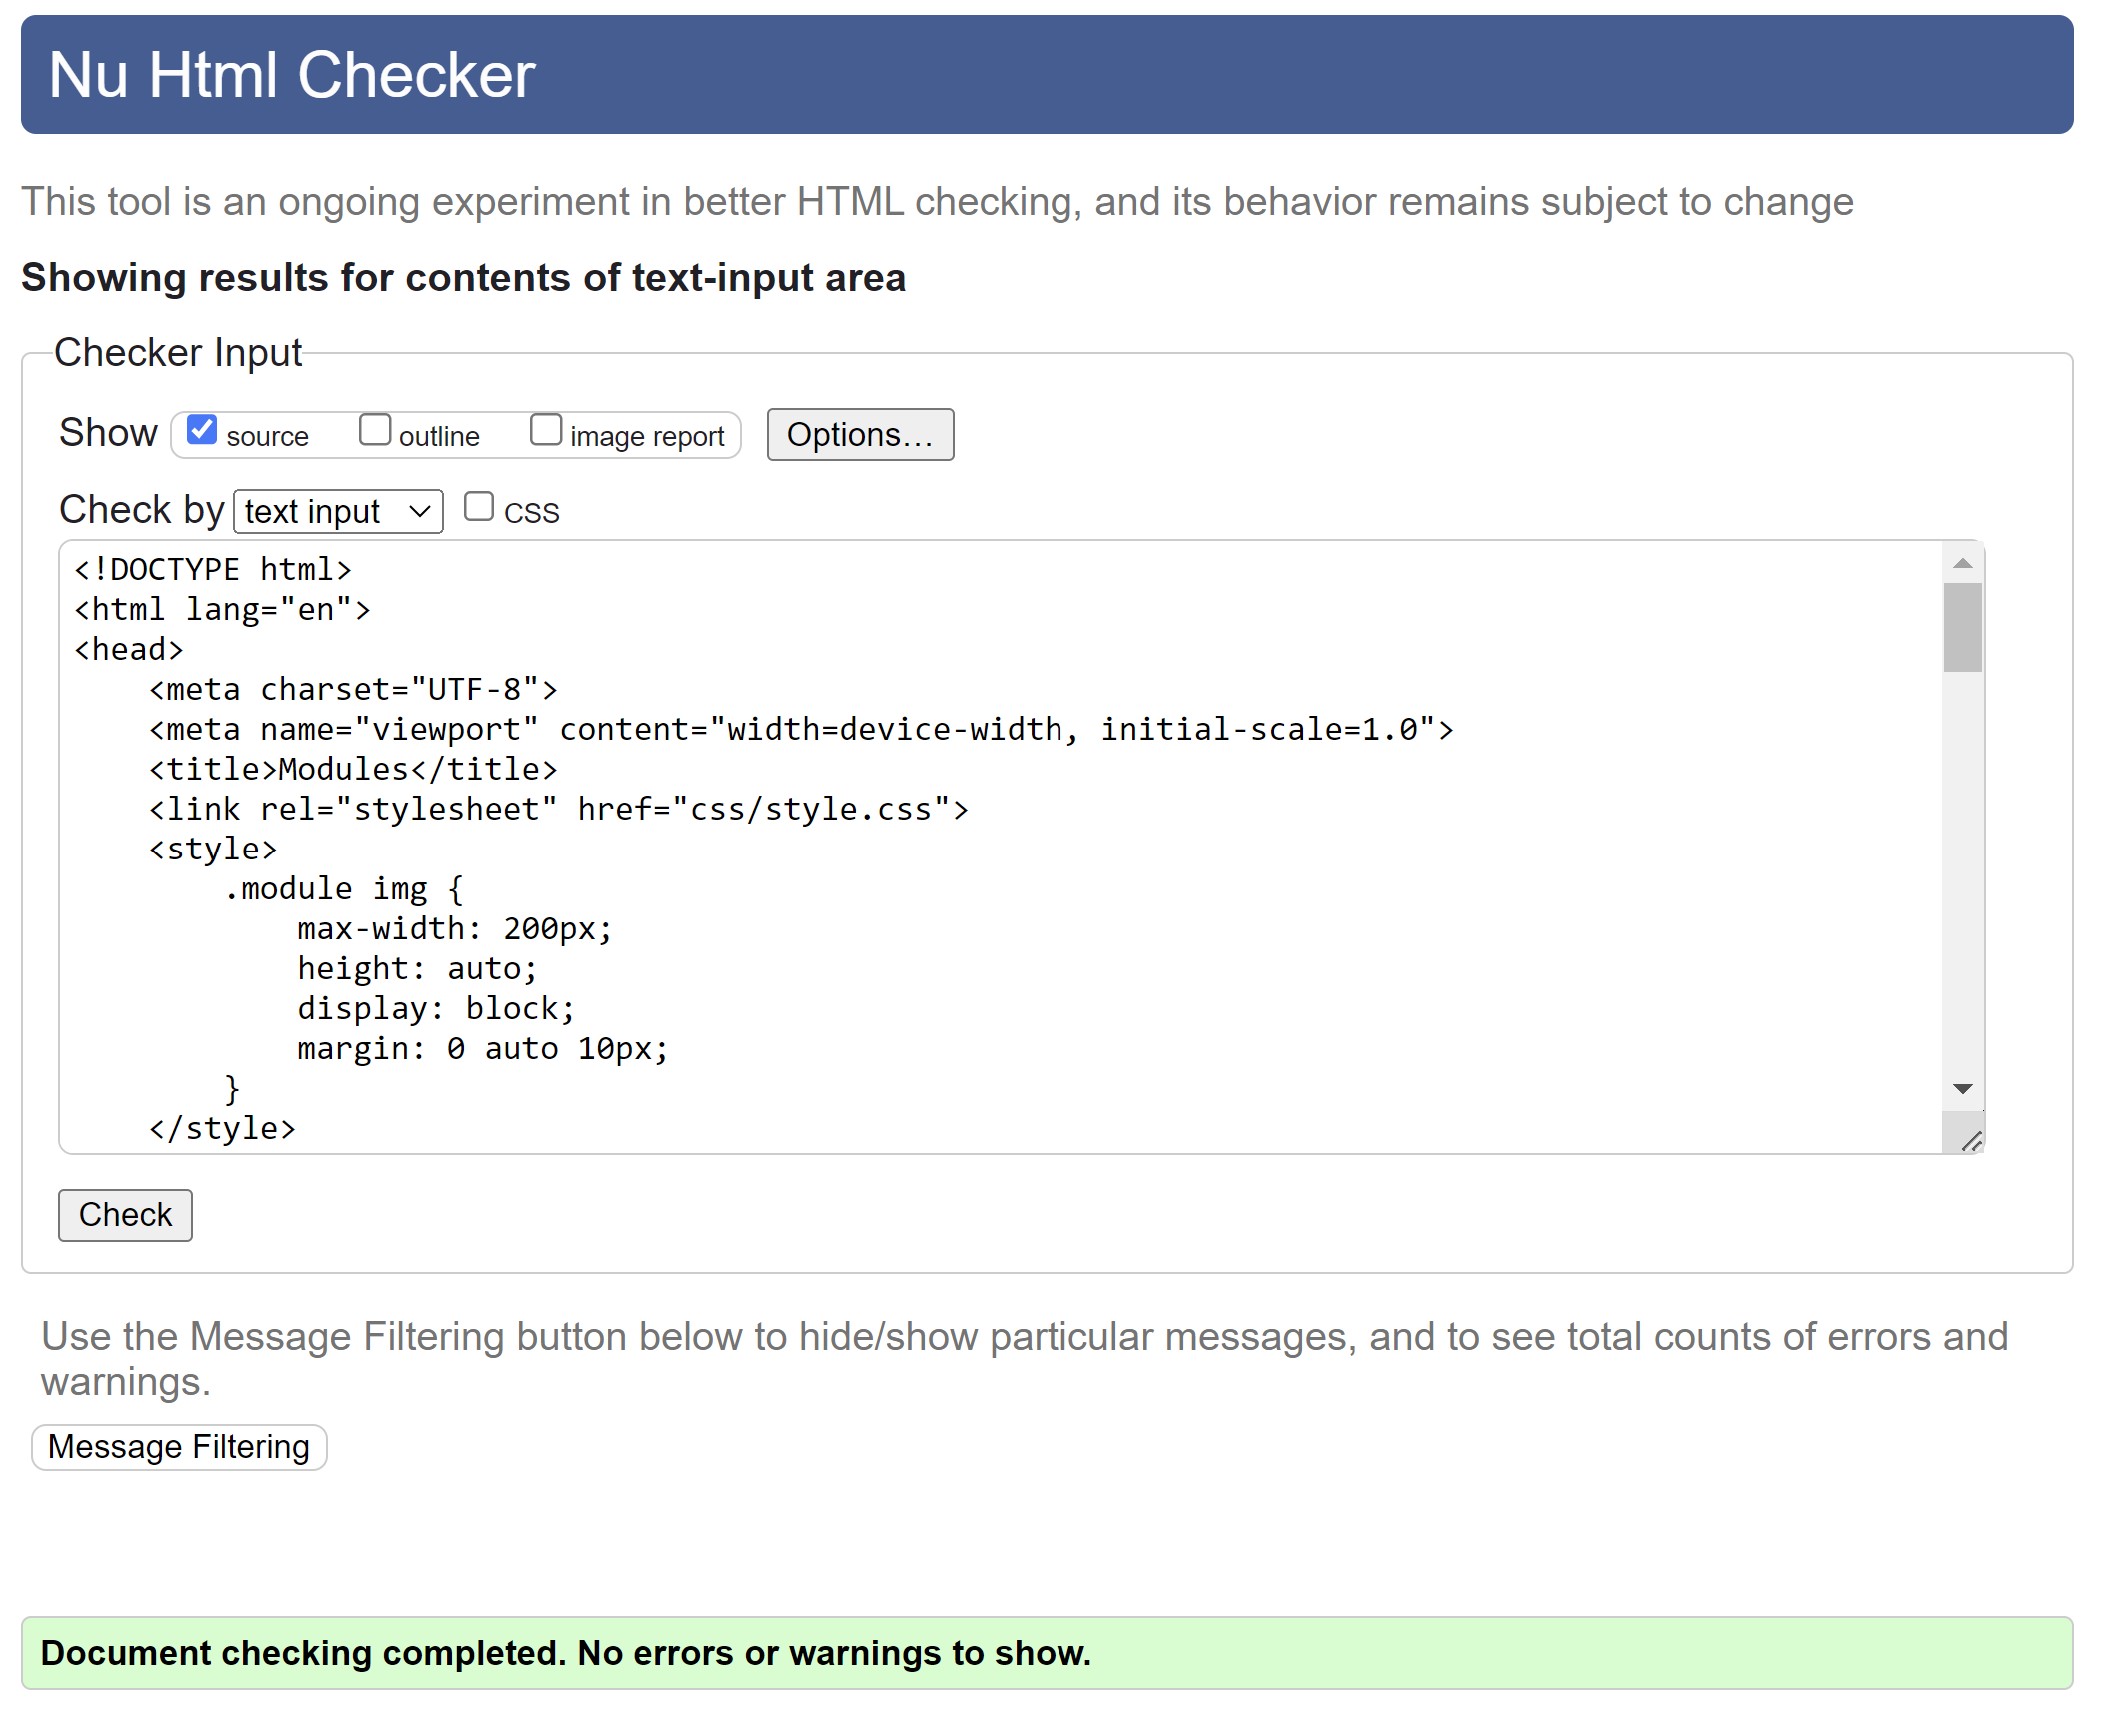 Nu Html Checker
This tool is an ongoing experiment in better HTML checking, and its behavior remains subject to change
Showing results for contents of text-input area
Checker Input
Show source outline image report Options...
Check by text input CSS
<!DOCTYPE html>
<html lang="en">
<head>
    <meta charset="UTF-8">
    <meta name="viewport" content="width=device-width, initial-scale=1.0">
    <title>Modules</title>
    <link rel="stylesheet" href="css/style.css">
    <style>
        .module img {
            max-width: 200px;
            height: auto;
            display: block;
            margin: 0 auto 10px;
        }
    </style>
Check
Use the Message Filtering button below to hide/show particular messages, and to see total counts of errors and
warnings.
Message Filtering
Document checking completed. No errors or warnings to show.